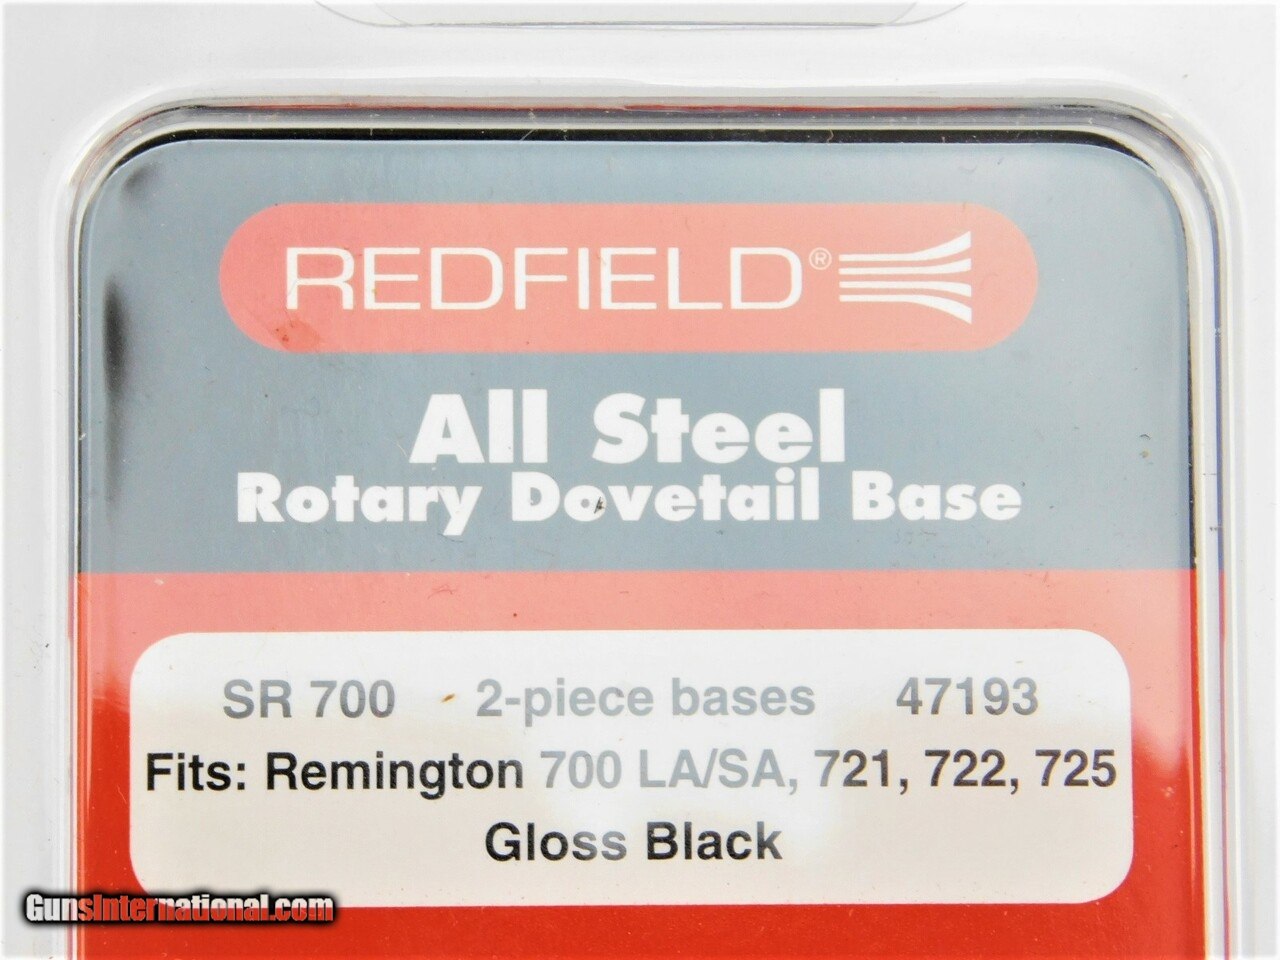 REDFIELD®
All Steel
Rotary Dovetail Base
SR 700 2-piece bases 47193
Fits: Remington 700 LA/SA, 721, 722, 725
Gloss Black
GunsInternational.com